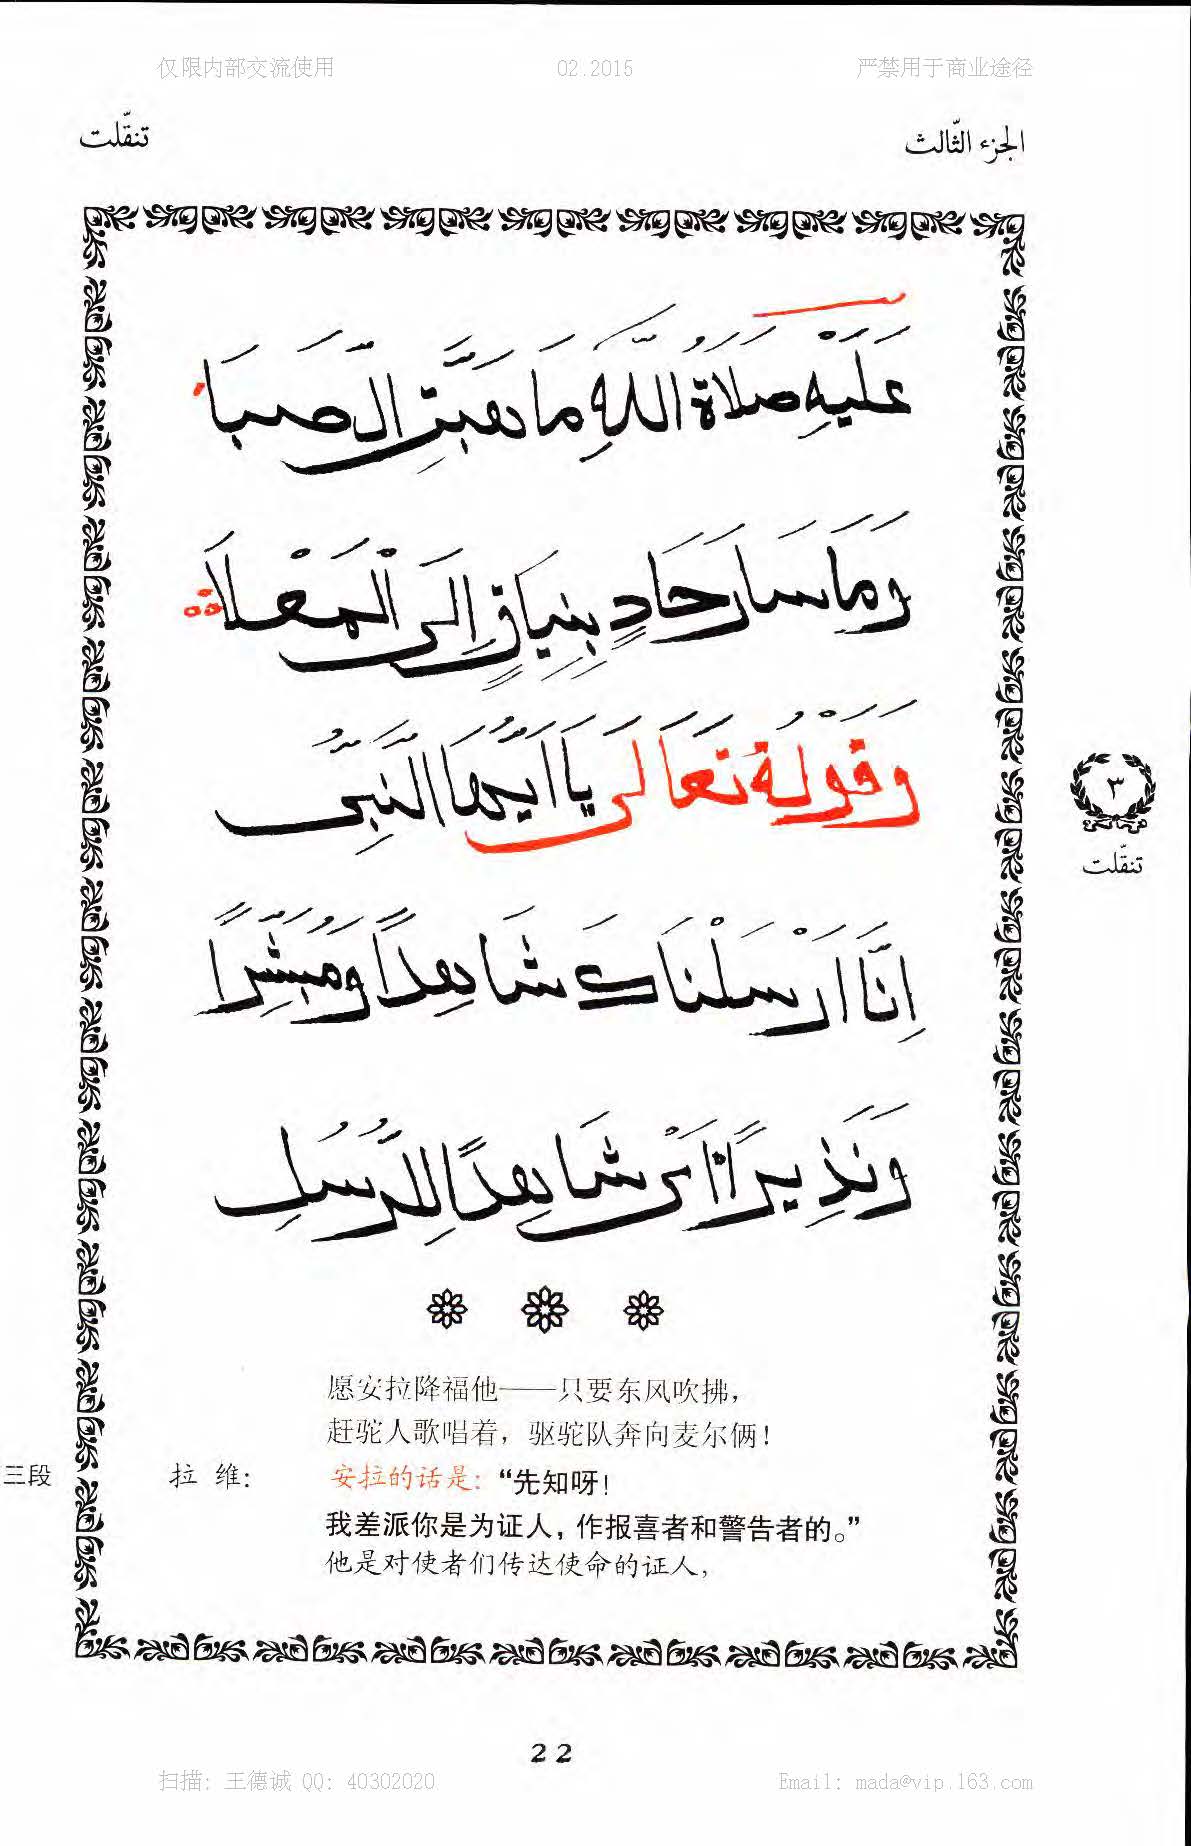 仅限内部交流使用 02.2015 严禁用于商业途径
الجزء الثّالث تنقّلت
عَلَيْهِ صَلَاةُ اللَّهِ مَا هَبَّتِ الصَّبَا
وَمَا سَارَ حَادٍ بِنِيَاقٍ اِلَى الْمَعْلَاة
وَقَوْلُهُ تَعَالَى يَا اَيُّهَا النَّبِىُّ
اِنَّا اَرْسَلْنَاكَ شَاهِدًا وَمُبَشِّرًا
وَنَذِيرًا اَىْ شَاهِدًا لِلرُّسُلِ
٣
تنقّلت
愿安拉降福他——只要东风吹拂，
赶驼人歌唱着，驱驼队奔向麦尔俩！
三段 拉 维： 安拉的话是：“先知呀！
我差派你是为证人，作报喜者和警告者的。”
他是对使者们传达使命的证人，
22
扫描: 王德诚 QQ: 40302020 Email: mada@vip.163.com